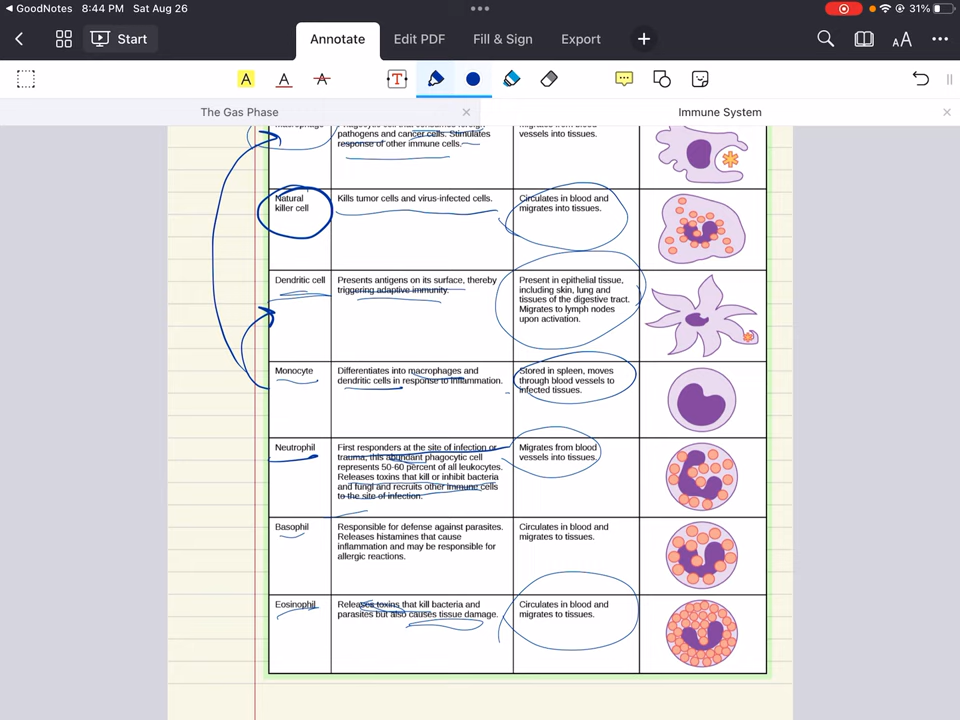 GoodNotes 8:44 PM Sat Aug 26 31%
Start Annotate Edit PDF Fill & Sign Export
The Gas Phase Immune System
Macrophage
Phagocytic cell that consumes foreign
pathogens and cancer cells. Stimulates
response of other immune cells.
Migrates from blood
vessels into tissues.
Natural
killer cell
Kills tumor cells and virus-infected cells.
Circulates in blood and
migrates into tissues.
Dendritic cell
Presents antigens on its surface, thereby
triggering adaptive immunity.
Present in epithelial tissue,
including skin, lung and
tissues of the digestive tract.
Migrates to lymph nodes
upon activation.
Monocyte
Differentiates into macrophages and
dendritic cells in response to inflammation.
Stored in spleen, moves
through blood vessels to
infected tissues.
Neutrophil
First responders at the site of infection or
trauma, this abundant phagocytic cell
represents 50-60 percent of all leukocytes.
Releases toxins that kill or inhibit bacteria
and fungi and recruits other immune cells
to the site of infection.
Migrates from blood
vessels into tissues.
Basophil
Responsible for defense against parasites.
Releases histamines that cause
inflammation and may be responsible for
allergic reactions.
Circulates in blood and
migrates to tissues.
Eosinophil
Releases toxins that kill bacteria and
parasites but also causes tissue damage.
Circulates in blood and
migrates to tissues.